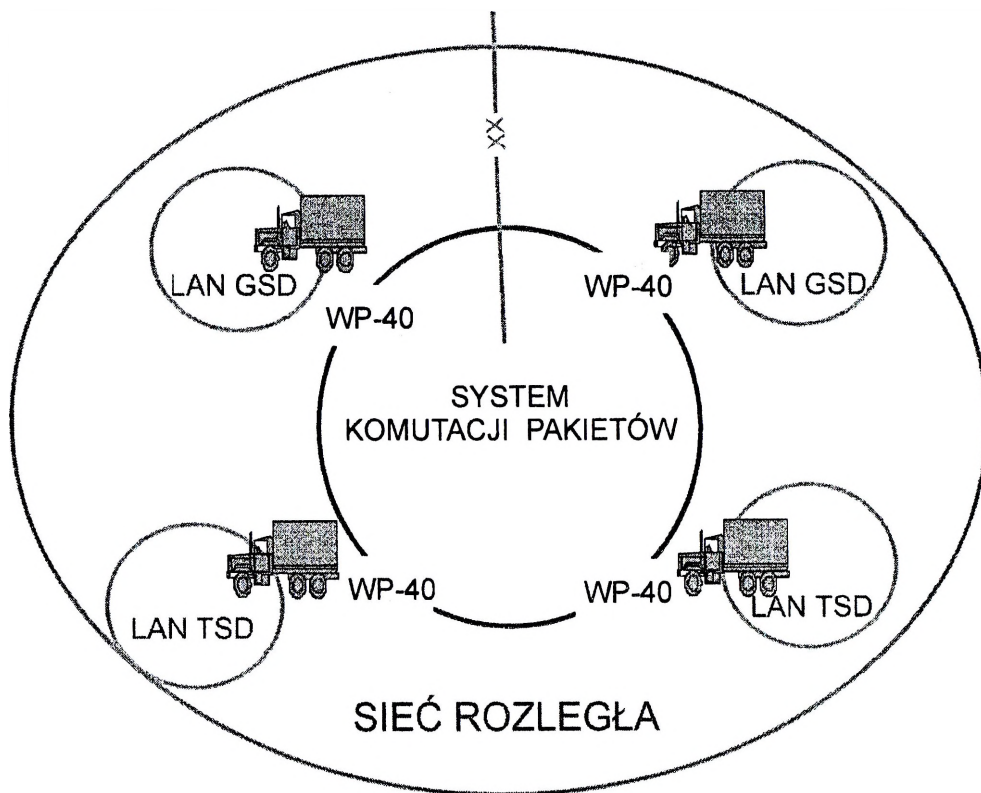 XX
LAN GSD
WP-40
WP-40
LAN GSD
SYSTEM
KOMUTACJI PAKIETÓW
LAN TSD
WP-40
WP-40
LAN TSD
SIEĆ ROZLEGŁA